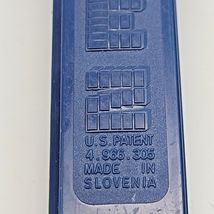 U.S. PATENT
4.966.305
MADE IN
SLOVENIA